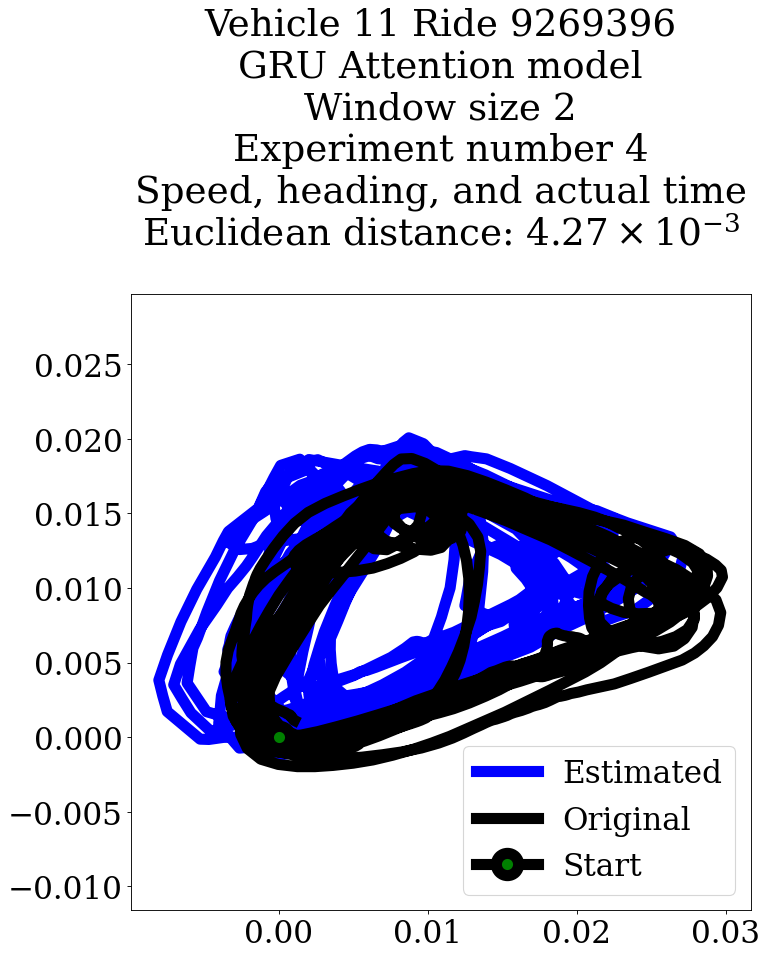 Vehicle 11 Ride 9269396
GRU Attention model
Window size 2
Experiment number 4
Speed, heading, and actual time
Euclidean distance: 4.27 × 10⁻³
0.025
0.020
0.015
0.010
0.005
0.000
−0.005
−0.010
0.00 0.01 0.02 0.03
Estimated
Original
Start